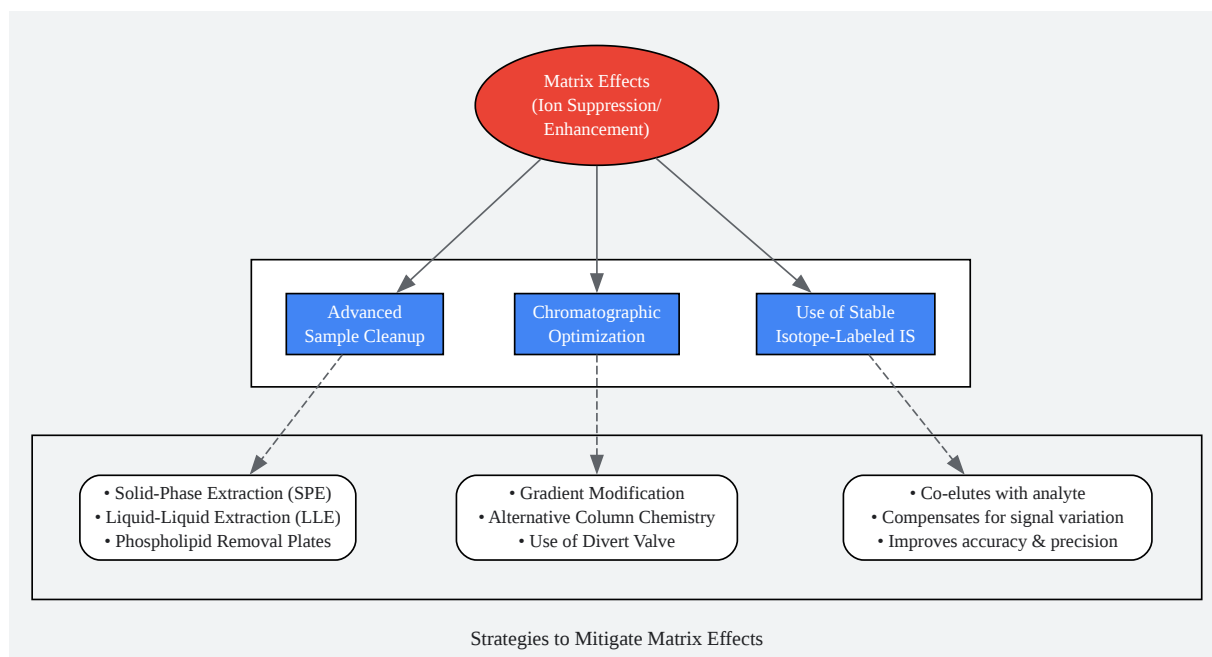 Matrix Effects
(Ion Suppression/
Enhancement)
Advanced
Sample Cleanup
Chromatographic
Optimization
Use of Stable
Isotope-Labeled IS
• Solid-Phase Extraction (SPE)
• Liquid-Liquid Extraction (LLE)
• Phospholipid Removal Plates
• Gradient Modification
• Alternative Column Chemistry
• Use of Divert Valve
• Co-elutes with analyte
• Compensates for signal variation
• Improves accuracy & precision
Strategies to Mitigate Matrix Effects